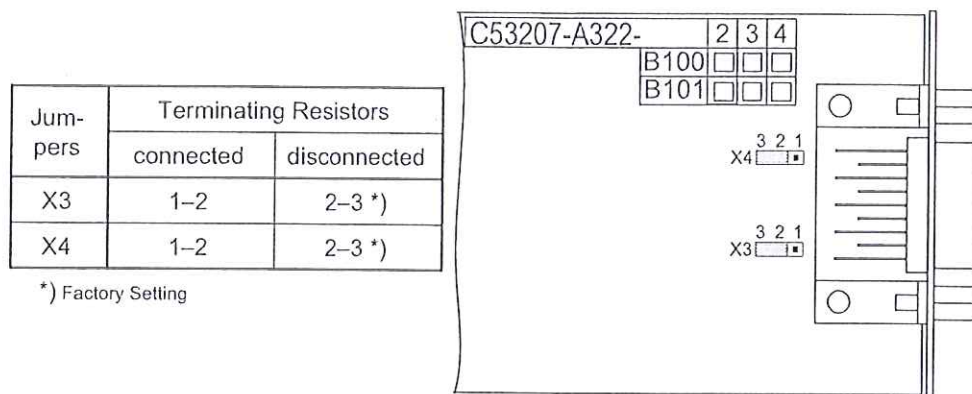 Jum-
pers
Terminating Resistors
connected
disconnected
X3
1–2
2–3 *)
X4
1–2
2–3 *)
*) Factory Setting
C53207-A322-
2 3 4
B100
B101
3 2 1
X4
3 2 1
X3